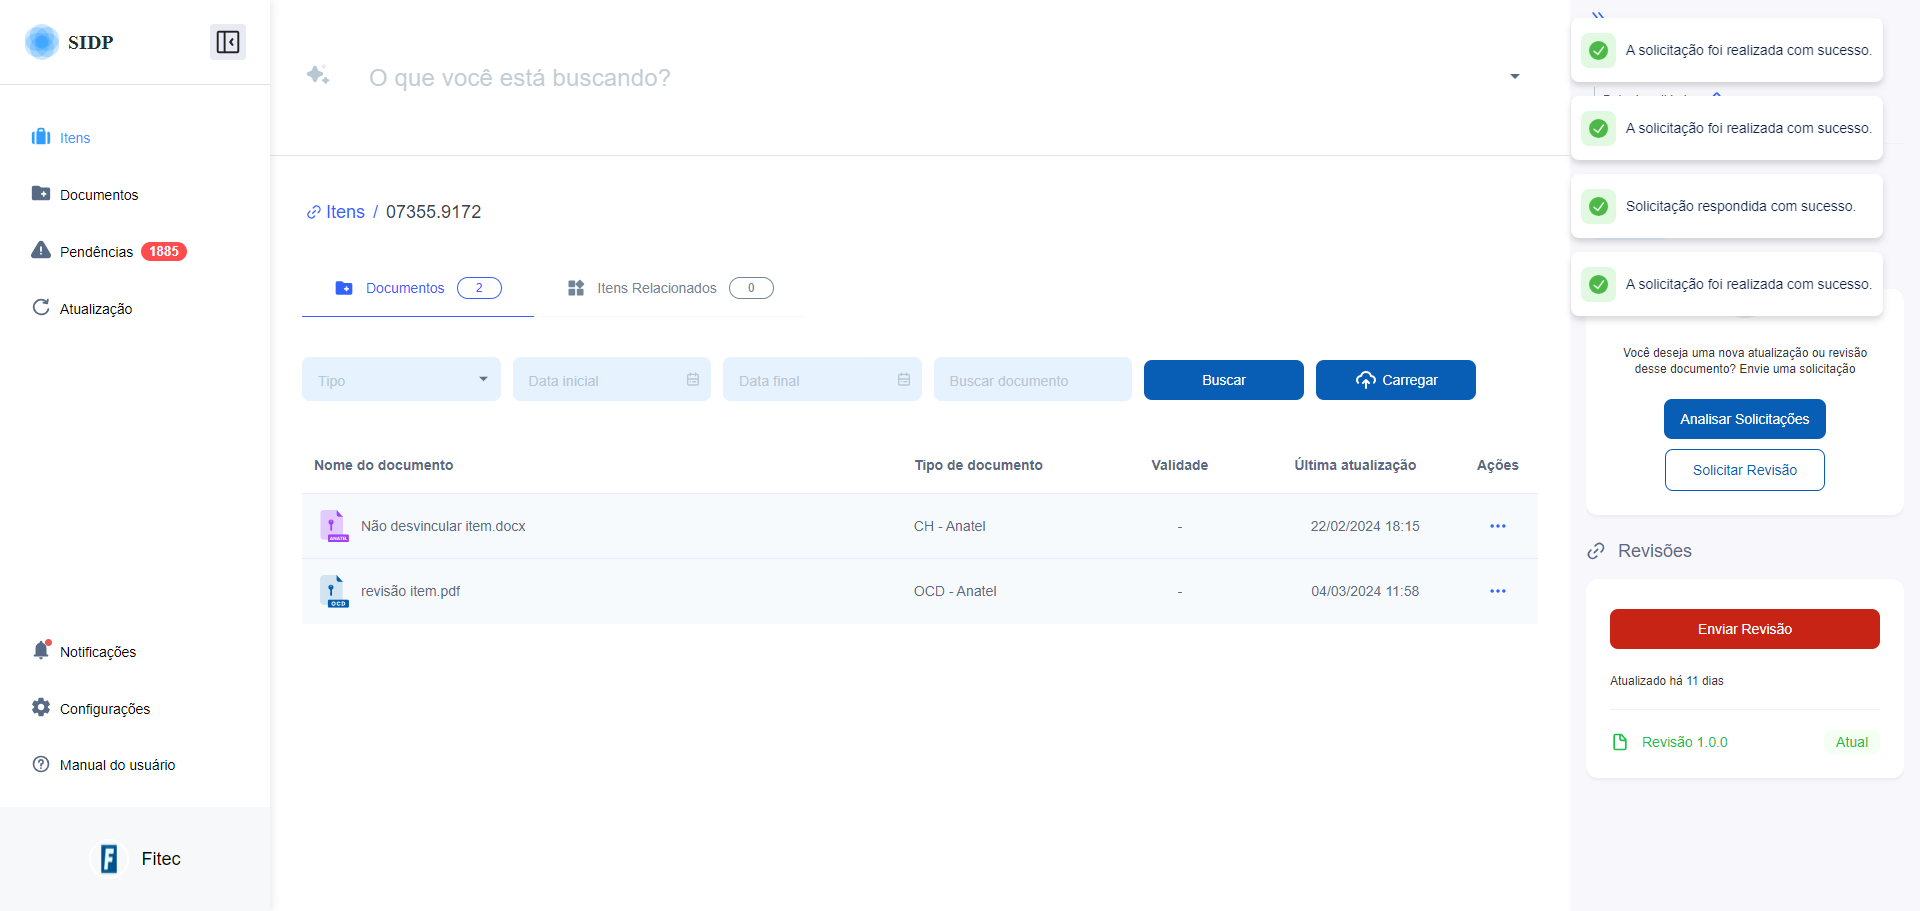 SIDP
Itens
Documentos
Pendências 1885
Atualização
Notificações
Configurações
Manual do usuário
Fitec
O que você está buscando?
Itens / 07355.9172
Documentos 2
Itens Relacionados 0
Tipo
Data inicial
Data final
Buscar documento
Buscar
Carregar
Nome do documento Tipo de documento Validade Última atualização Ações
Não desvincular item.docx CH - Anatel - 22/02/2024 18:15
ANATEL
revisão item.pdf OCD - Anatel - 04/03/2024 11:58
OCD
A solicitação foi realizada com sucesso.
A solicitação foi realizada com sucesso.
Solicitação respondida com sucesso.
A solicitação foi realizada com sucesso.
Você deseja uma nova atualização ou revisão
desse documento? Envie uma solicitação
Analisar Solicitações
Solicitar Revisão
Revisões
Enviar Revisão
Atualizado há 11 dias
Revisão 1.0.0 Atual